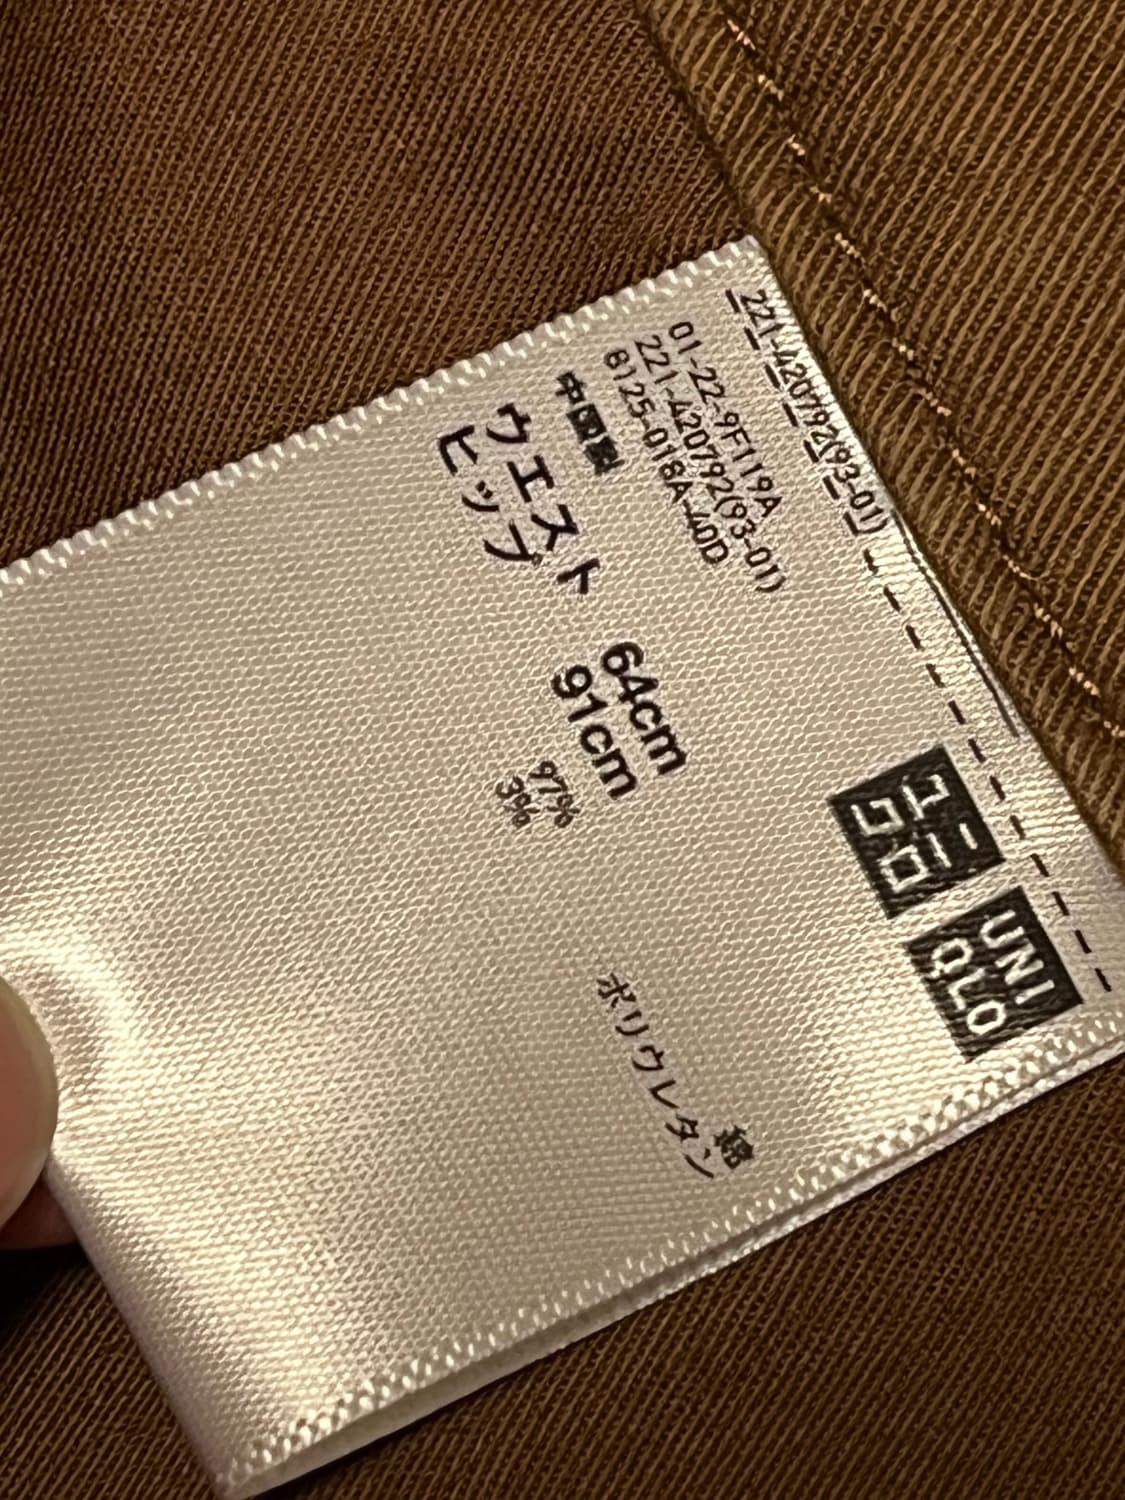 221-420792(93-01)
01-22-9F119A
221-420792(93-01)
8125-018A-40D
ユニ
クロ
UNI
QLO
中国製
ウエスト 64cm
ヒップ 91cm
綿 97%
ポリウレタン 3%